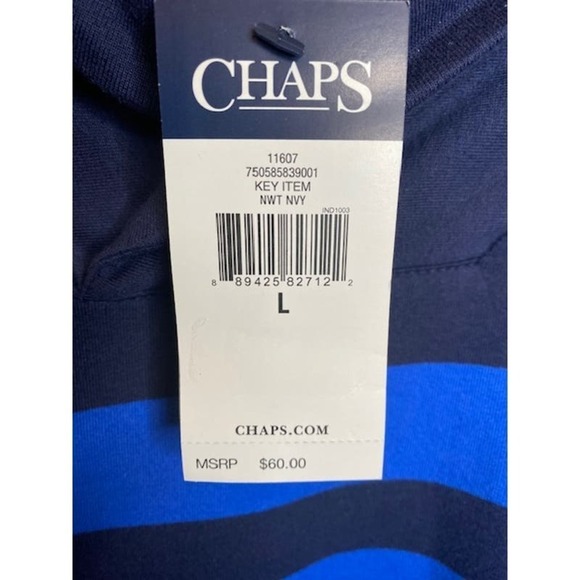 CHAPS
11607
750585839001
KEY ITEM
NWT NVY
IND1003
8 89425 82712 2
L
CHAPS.COM
MSRP $60.00